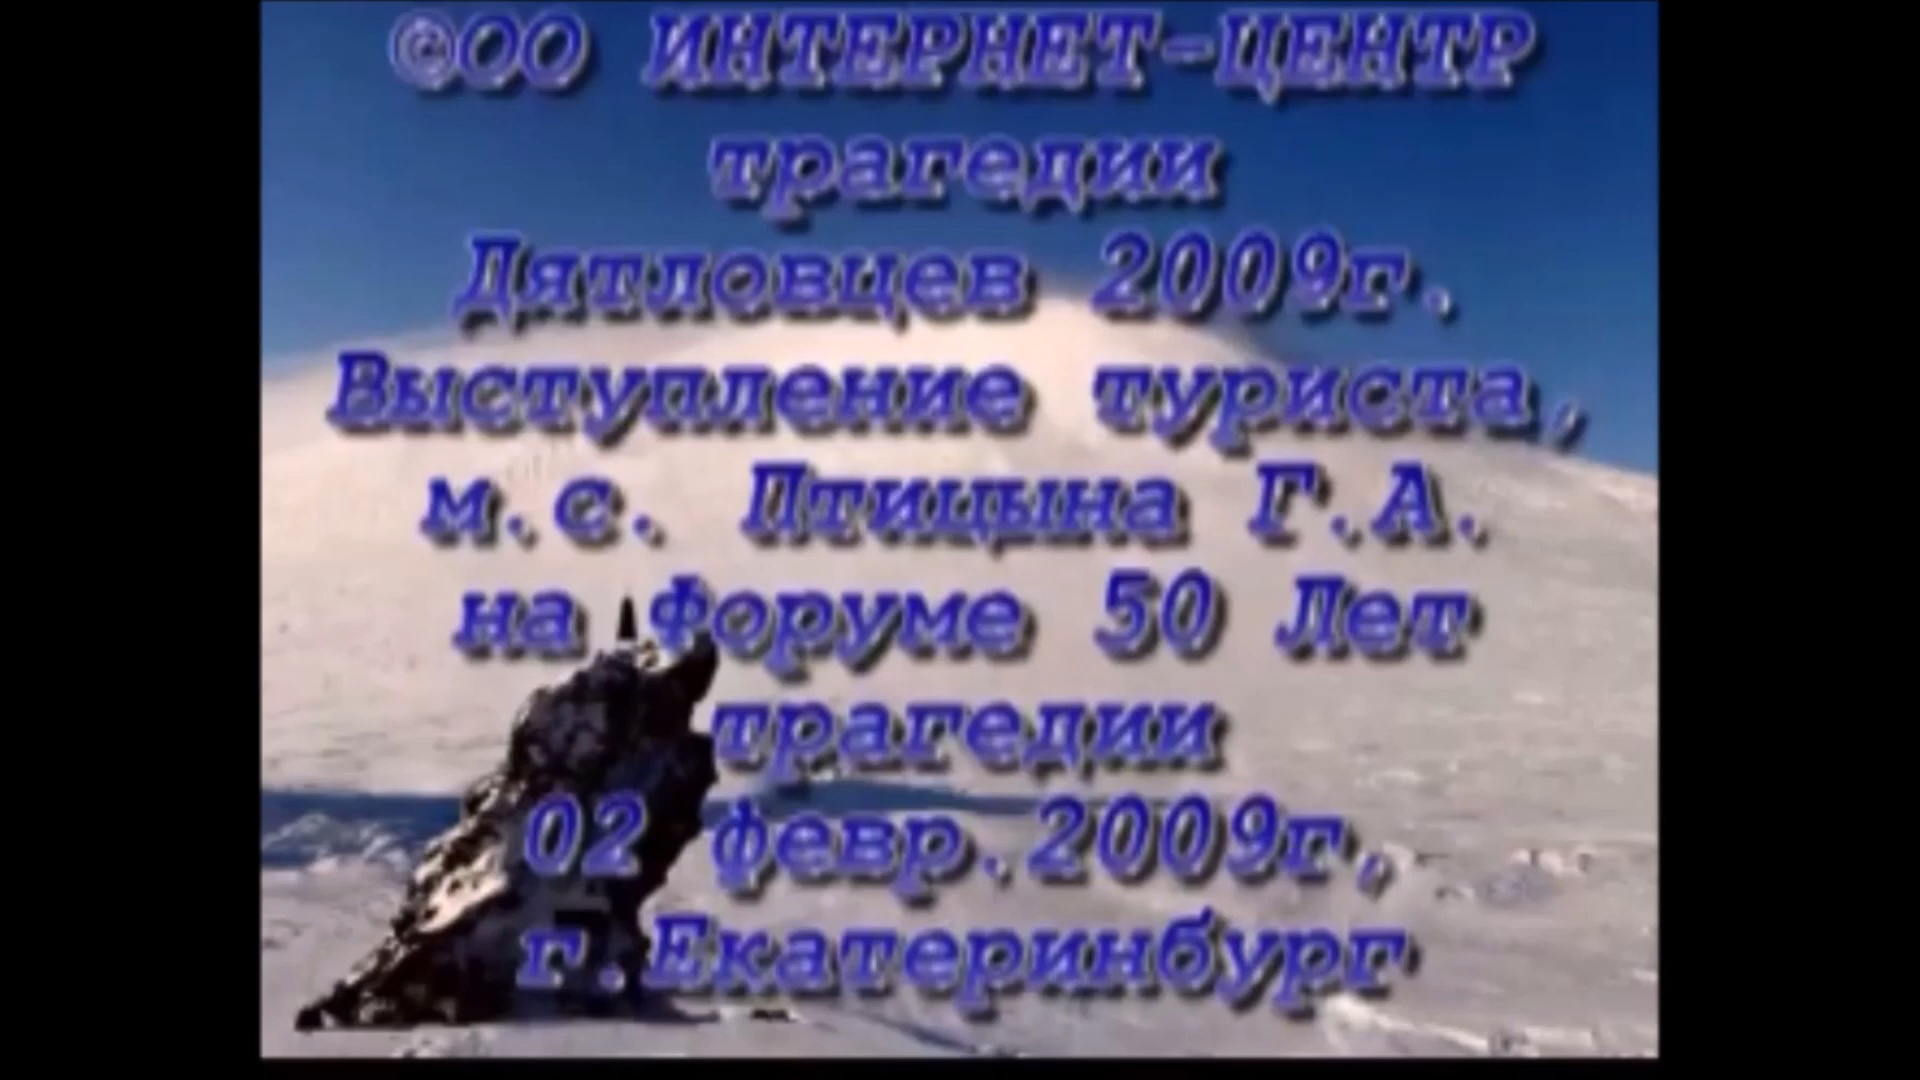 ©ОО ИНТЕРНЕТ-ЦЕНТР
трагедии
Дятловцев 2009г.
Выступление туриста,
м.с. Птицына Г.А.
на Форуме 50 Лет
трагедии
02 февр.2009г,
г.Екатеринбург